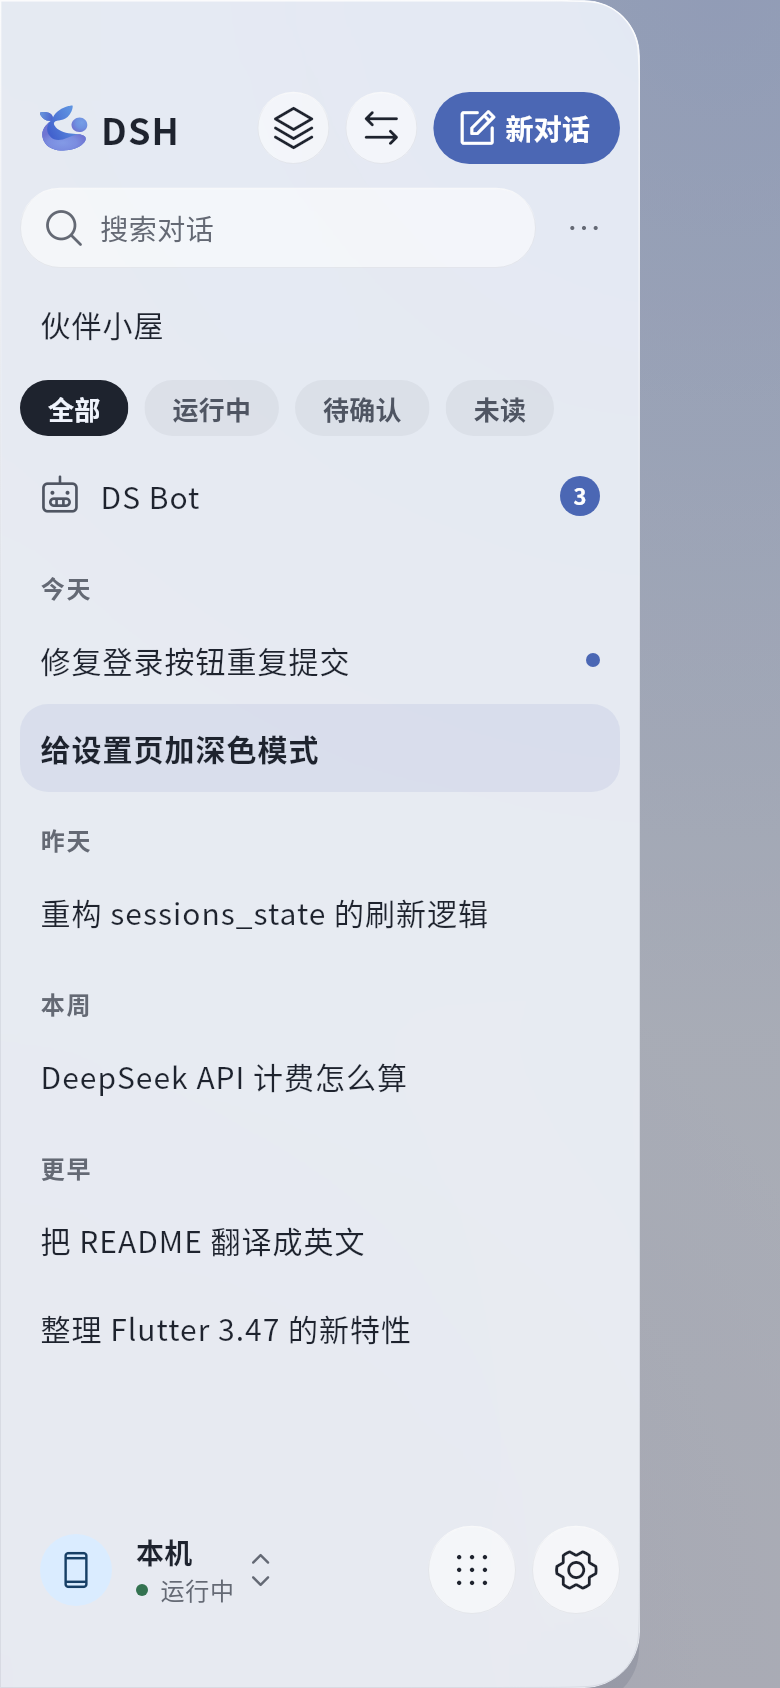 DSH
新对话
搜索对话
伙伴小屋
全部 运行中 待确认 未读
DS Bot 3
今天
修复登录按钮重复提交
给设置页加深色模式
昨天
重构 sessions_state 的刷新逻辑
本周
DeepSeek API 计费怎么算
更早
把 README 翻译成英文
整理 Flutter 3.47 的新特性
本机
运行中